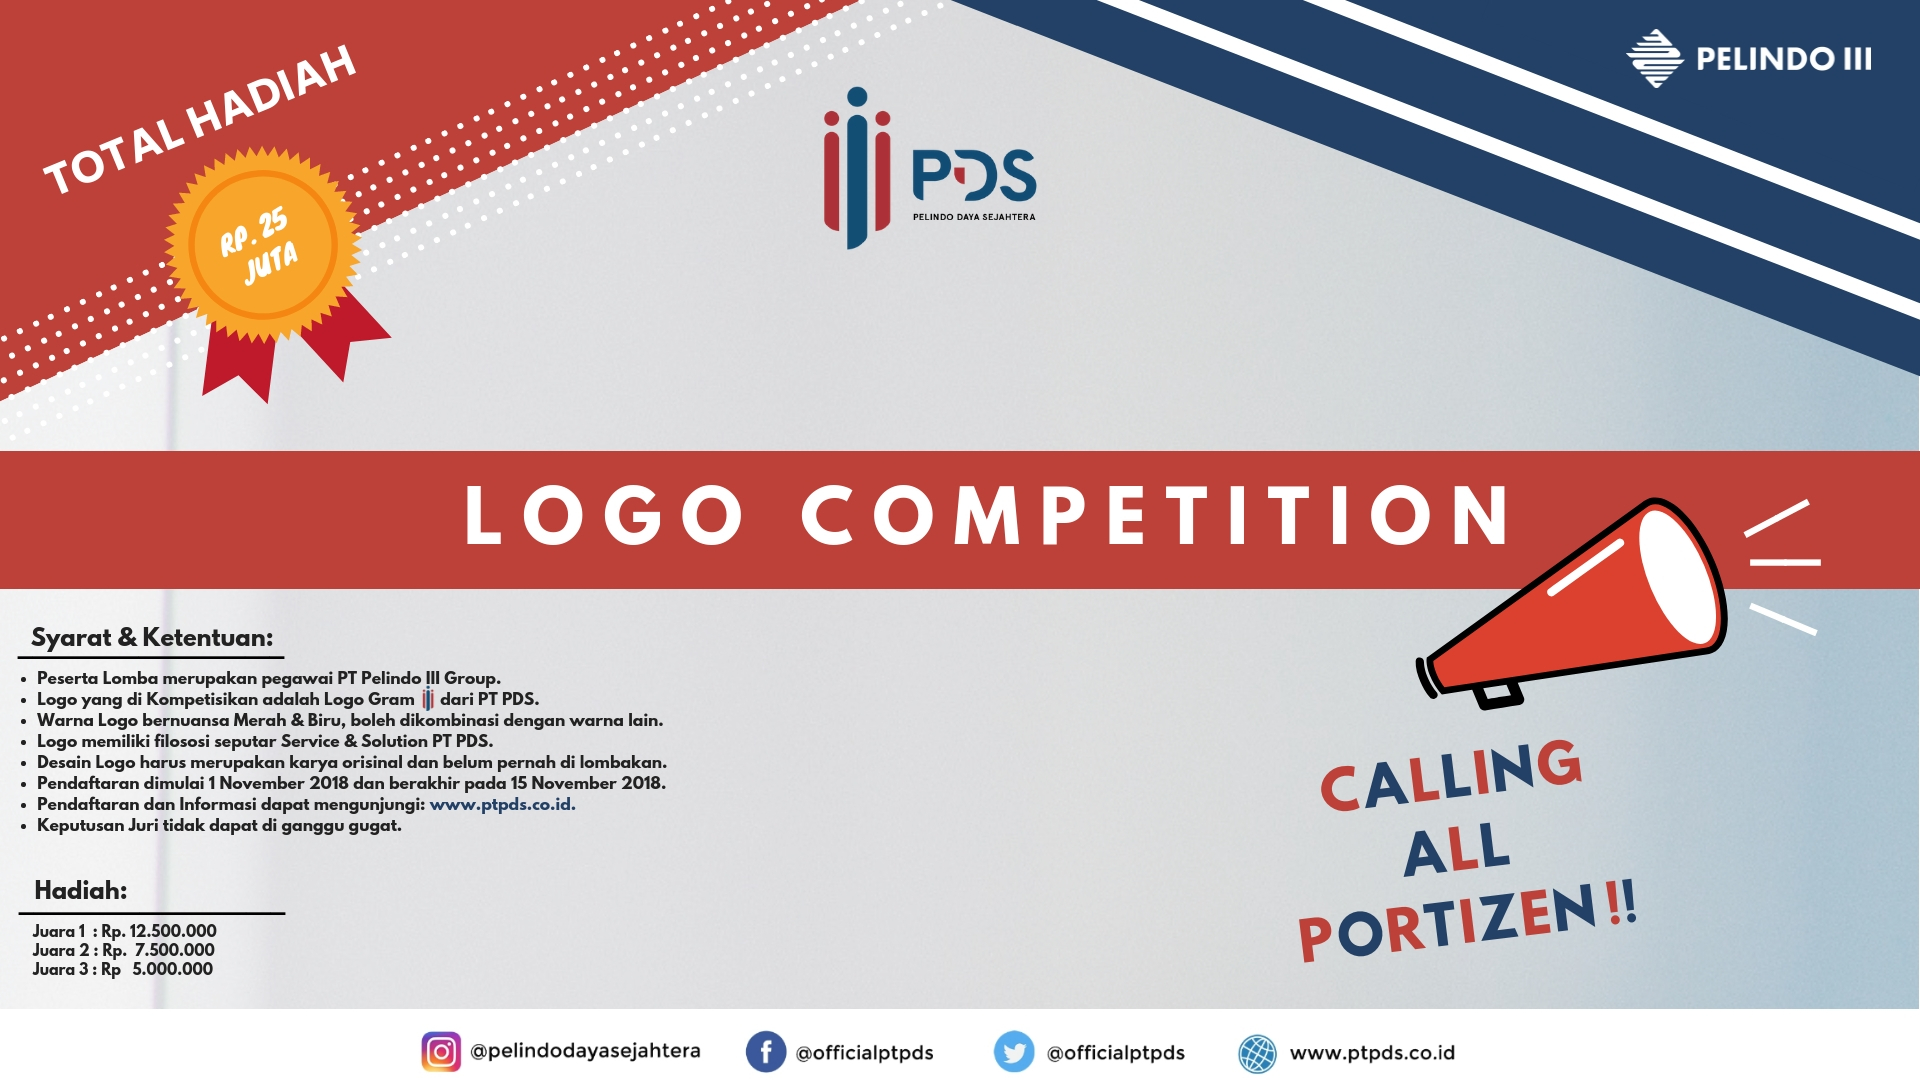 TOTAL HADIAH
RP. 25
JUTA
PDS
PELINDO DAYA SEJAHTERA
PELINDO III
LOGO COMPETITION
Syarat & Ketentuan:
• Peserta Lomba merupakan pegawai PT Pelindo III Group.
• Logo yang di Kompetisikan adalah Logo Gram dari PT PDS.
• Warna Logo bernuansa Merah & Biru, boleh dikombinasi dengan warna lain.
• Logo memiliki filososi seputar Service & Solution PT PDS.
• Desain Logo harus merupakan karya orisinal dan belum pernah di lombakan.
• Pendaftaran dimulai 1 November 2018 dan berakhir pada 15 November 2018.
• Pendaftaran dan Informasi dapat mengunjungi: www.ptpds.co.id.
• Keputusan Juri tidak dapat di ganggu gugat.
Hadiah:
Juara 1 : Rp. 12.500.000
Juara 2 : Rp. 7.500.000
Juara 3 : Rp 5.000.000
CALLING
ALL
PORTIZEN!!
@pelindodayasejahtera @officialptpds @officialptpds www.ptpds.co.id